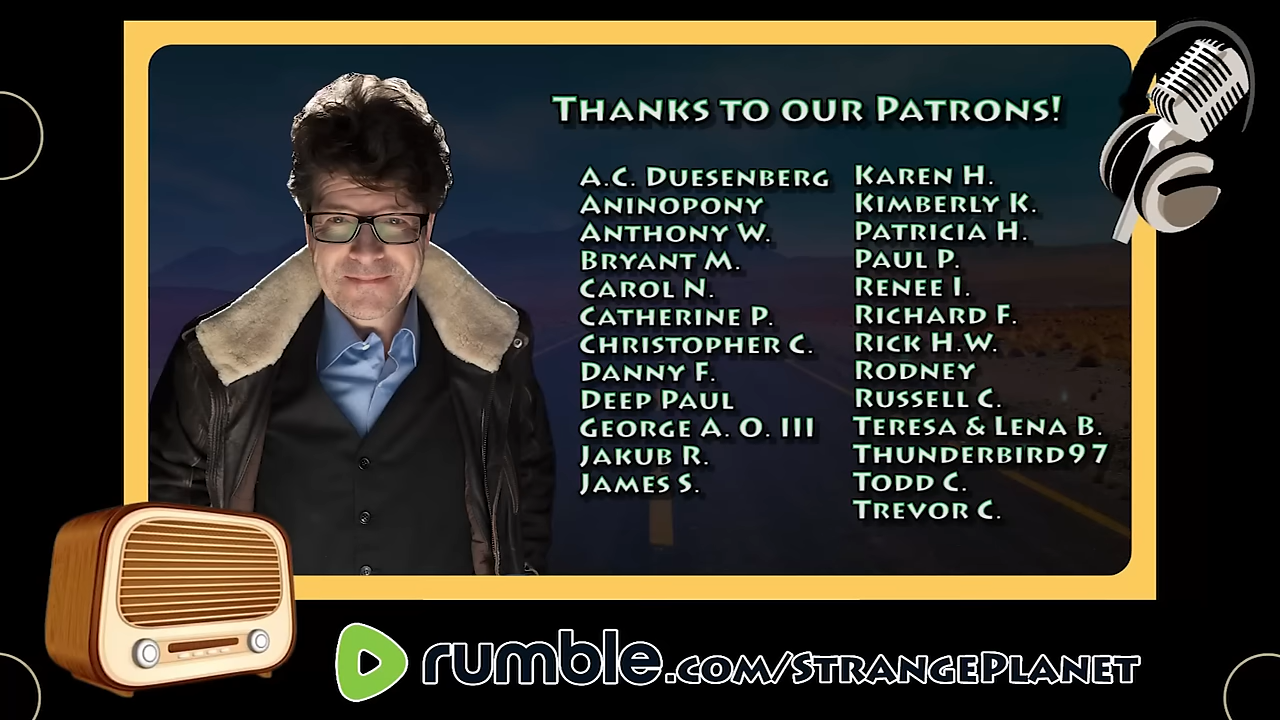 THANKS TO OUR PATRONS!
A.C. DUESENBERG
ANINOPONY
ANTHONY W.
BRYANT M.
CAROL N.
CATHERINE P.
CHRISTOPHER C.
DANNY F.
DEEP PAUL
GEORGE A. O. III
JAKUB R.
JAMES S.
KAREN H.
KIMBERLY K.
PATRICIA H.
PAUL P.
RENEE I.
RICHARD F.
RICK H.W.
RODNEY
RUSSELL C.
TERESA & LENA B.
THUNDERBIRD97
TODD C.
TREVOR C.
rumble.COM/STRANGEPLANET